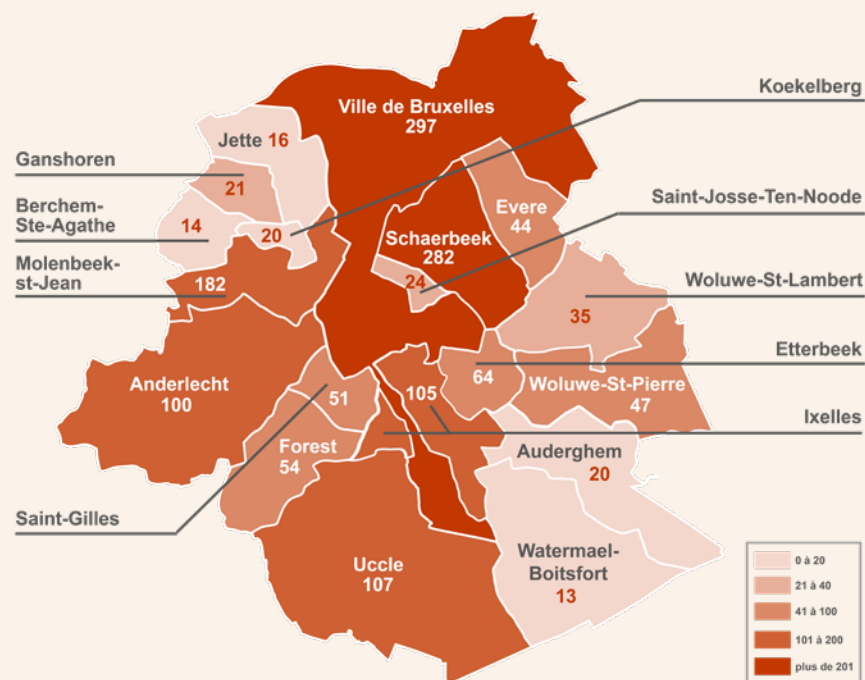 Koekelberg
Ville de Bruxelles
297
Jette 16
Ganshoren
21
Saint-Josse-Ten-Noode
Berchem-
Ste-Agathe
14
20
Evere
44
Schaerbeek
282
Molenbeek-
st-Jean
182
24
Woluwe-St-Lambert
35
Etterbeek
64
Anderlecht
100
Woluwe-St-Pierre
47
51
105
Ixelles
Forest
54
Auderghem
20
Saint-Gilles
Uccle
107
Watermael-
Boitsfort
13
0 à 20
21 à 40
41 à 100
101 à 200
plus de 201